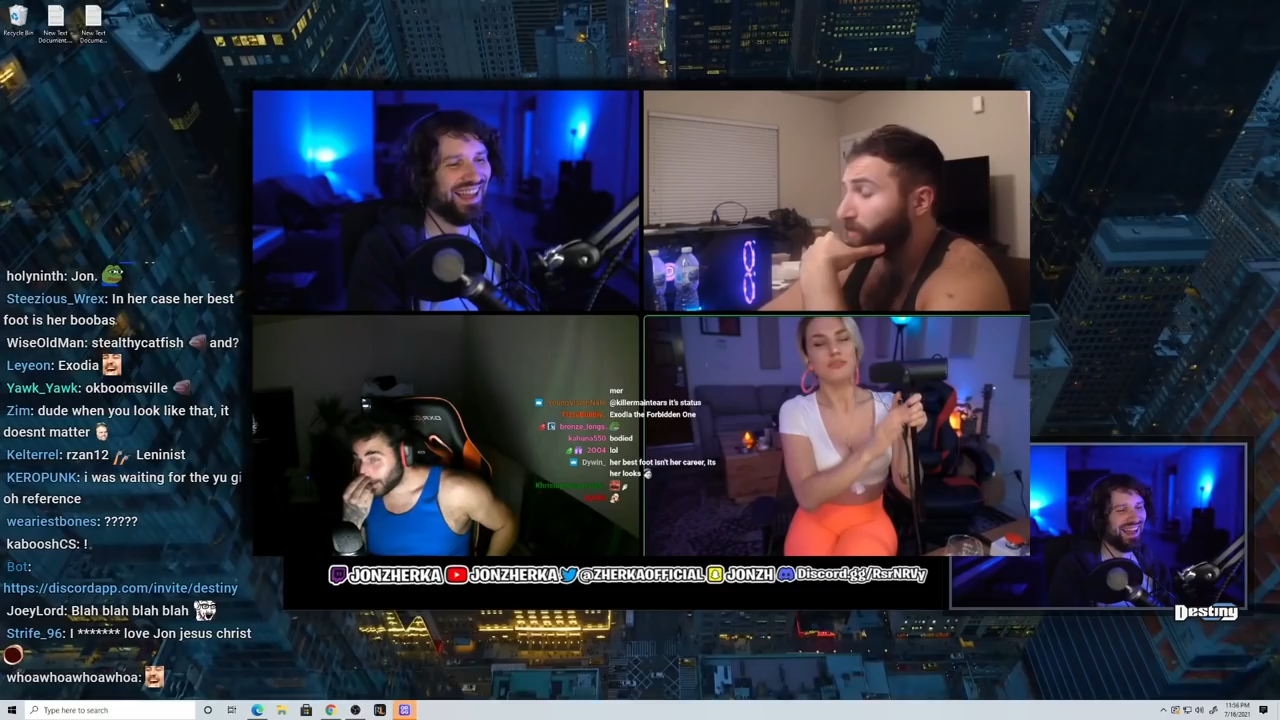 Recycle Bin
New Text
Document...
New Text
Docume...
holyninth: Jon.
Steezious_Wrex: In her case her best
foot is her boobas
WiseOldMan: stealthycatfish and?
Leyeon: Exodia
Yawk_Yawk: okboomsville
Zim: dude when you look like that, it
doesnt matter
Kelterrel: rzan12 Leninist
KEROPUNK: i was waiting for the yu gi
oh reference
weariestbones: ?????
kabooshCS: !
Bot:
https://discordapp.com/invite/destiny
JoeyLord: Blah blah blah blah
Strife_96: I ******* love Jon jesus christ
whoawhoawhoawhoa:
mer
@killermaintears it's status
Exodia the Forbidden One
bronze_longs...
kahuna550 bodied
2004 lol
Dywin_ her best foot isn't her career, its
her looks
JONZHERKA JONZHERKA @ZHERKAOFFICIAL JONZH Discord.gg/RsrNRVy
Destiny
Type here to search
11:56 PM
7/16/2021